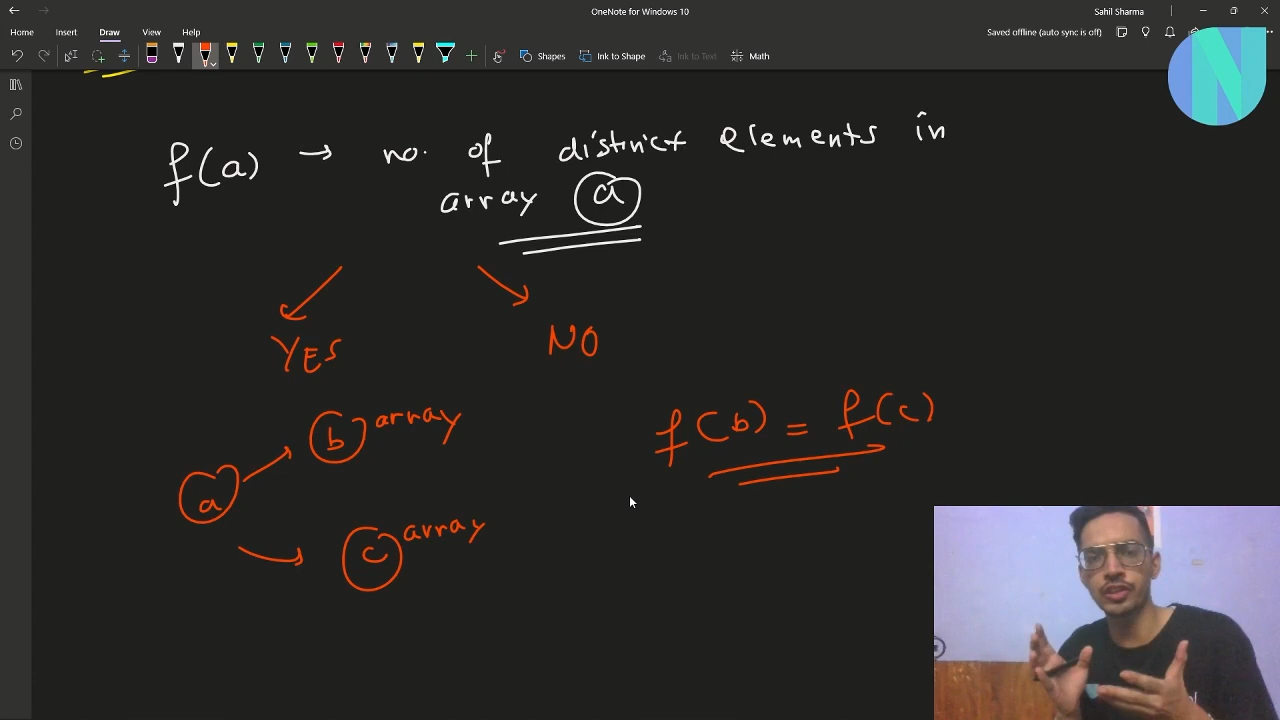 OneNote for Windows 10
Sahil Sharma
Home Insert Draw View Help
Saved offline (auto sync is off)
Shapes Ink to Shape Ink to Text Math
f(a) → no. of distinct elements in
array a
YES NO
b array
f(b) = f(c)
a
c array
N